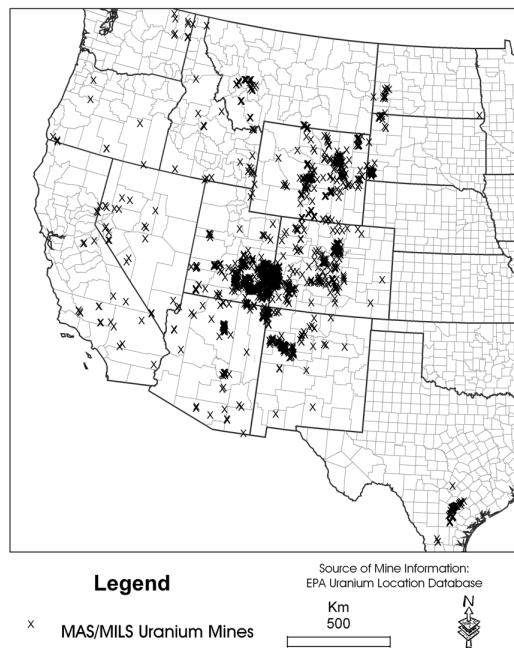 Legend
x MAS/MILS Uranium Mines
Source of Mine Information:
EPA Uranium Location Database
Km
500
N